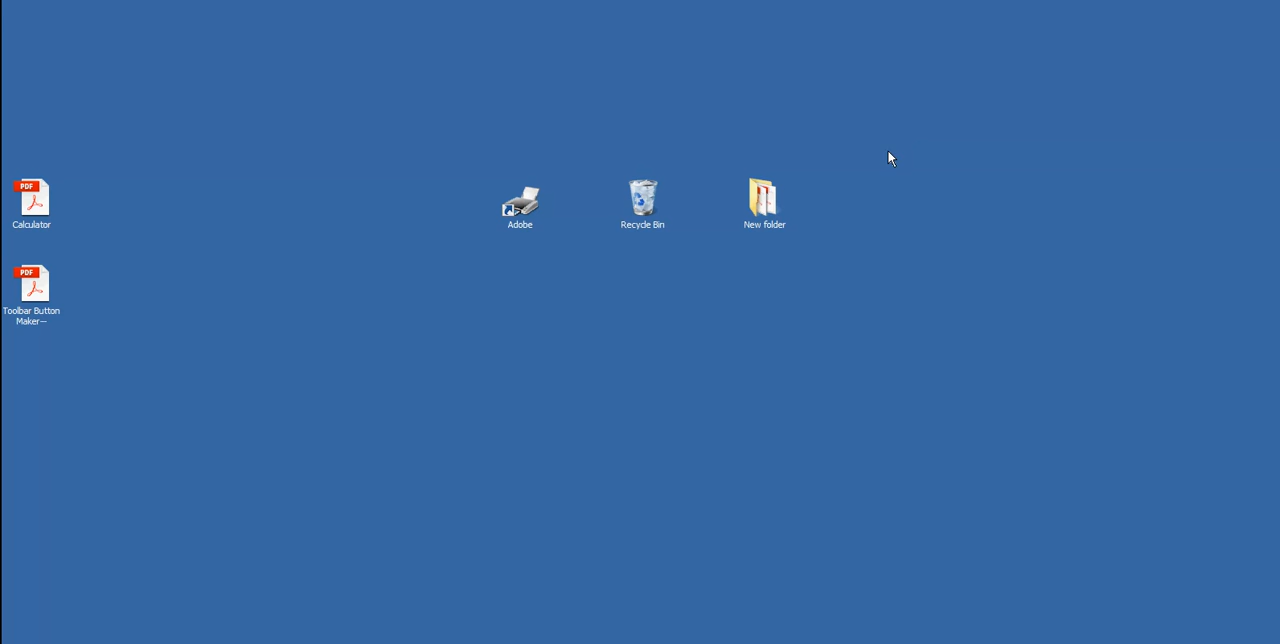 PDF
Calculator
Adobe
Recycle Bin
New folder
PDF
Toolbar Button
Maker—